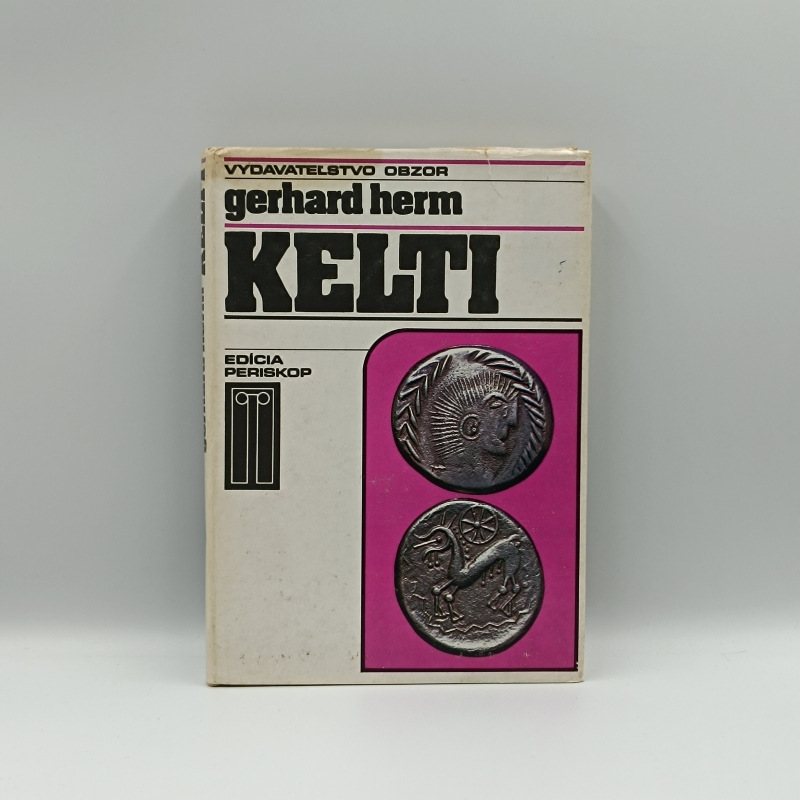 VYDAVATEĽSTVO OBZOR
gerhard herm
KELTI
EDÍCIA
PERISKOP